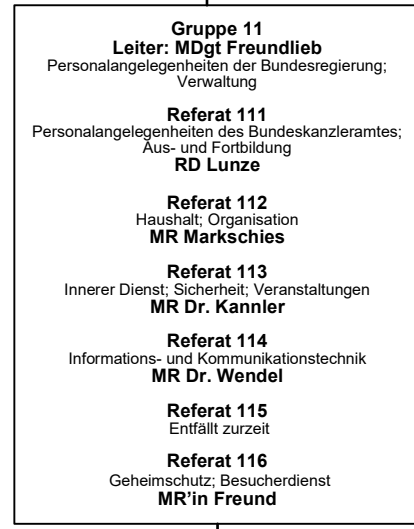 Gruppe 11
Leiter: MDgt Freundlieb
Personalangelegenheiten der Bundesregierung;
Verwaltung
Referat 111
Personalangelegenheiten des Bundeskanzleramtes;
Aus- und Fortbildung
RD Lunze
Referat 112
Haushalt; Organisation
MR Markschies
Referat 113
Innerer Dienst; Sicherheit; Veranstaltungen
MR Dr. Kannler
Referat 114
Informations- und Kommunikationstechnik
MR Dr. Wendel
Referat 115
Entfällt zurzeit
Referat 116
Geheimschutz; Besucherdienst
MR'in Freund